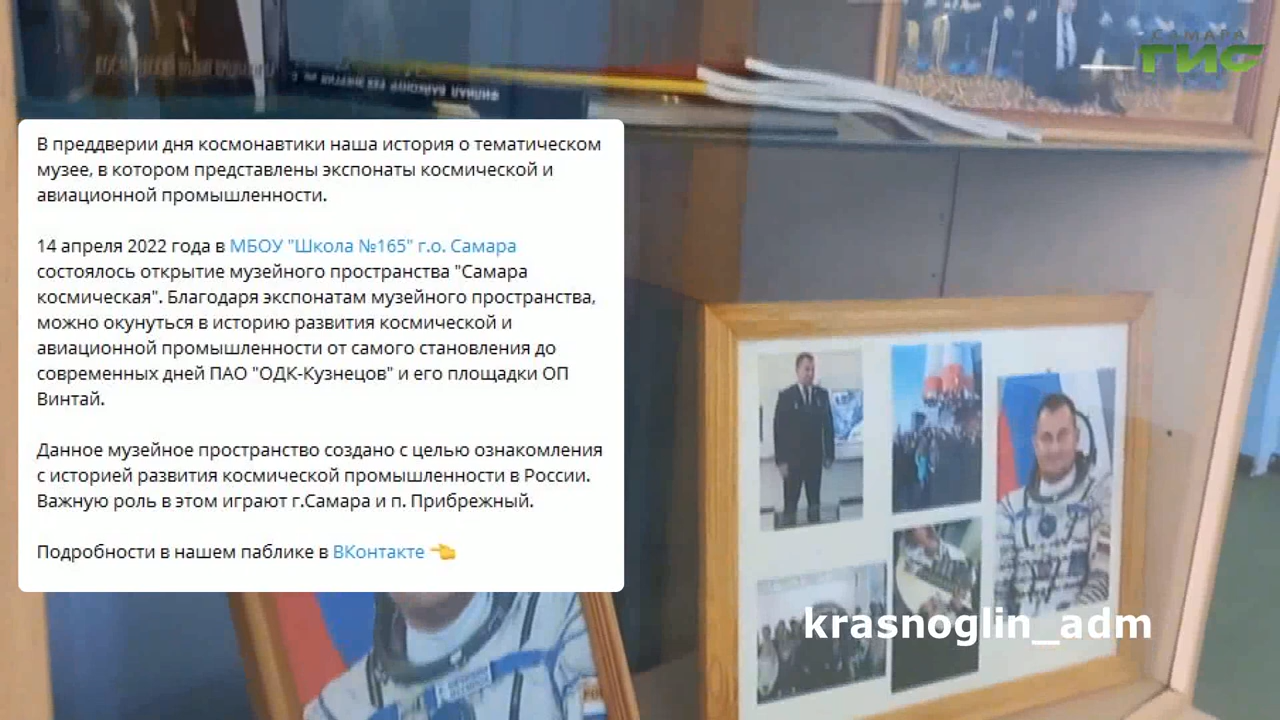 САМАРА
ГИС
В преддверии дня космонавтики наша история о тематическом
музее, в котором представлены экспонаты космической и
авиационной промышленности.
14 апреля 2022 года в МБОУ "Школа №165" г.о. Самара
состоялось открытие музейного пространства "Самара
космическая". Благодаря экспонатам музейного пространства,
можно окунуться в историю развития космической и
авиационной промышленности от самого становления до
современных дней ПАО "ОДК-Кузнецов" и его площадки ОП
Винтай.
Данное музейное пространство создано с целью ознакомления
с историей развития космической промышленности в России.
Важную роль в этом играют г.Самара и п. Прибрежный.
Подробности в нашем паблике в ВКонтакте
krasnoglin_adm